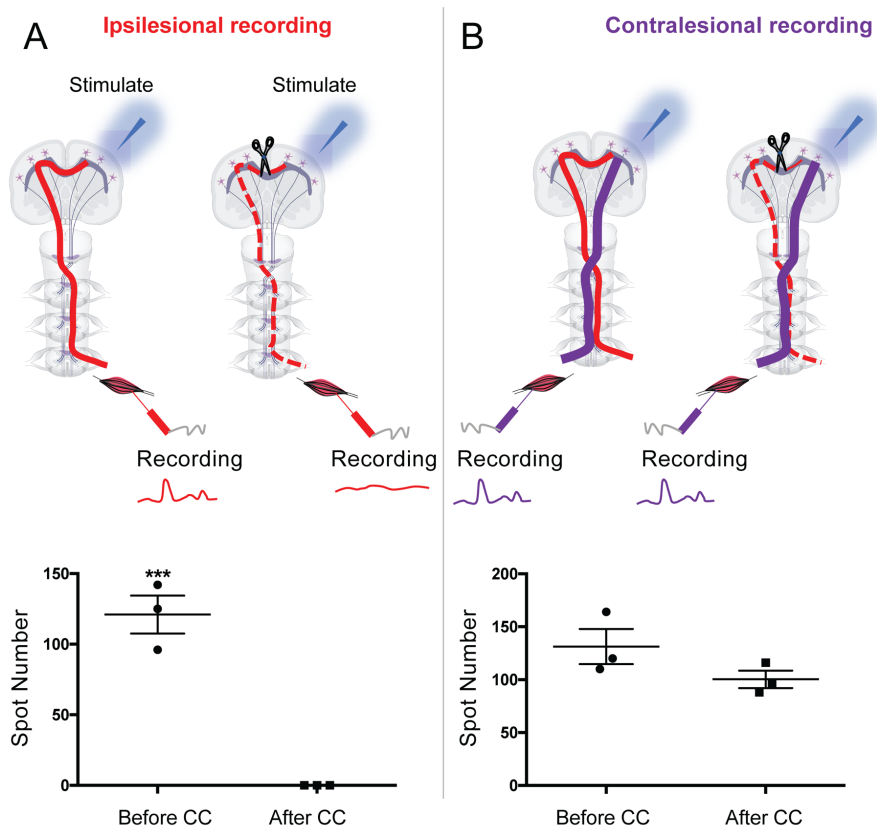 A
Ipsilesional recording
Stimulate
Stimulate
Recording
Recording
***
150
100
50
0
Spot Number
Before CC
After CC
B
Contralesional recording
Recording
Recording
200
150
100
50
0
Spot Number
Before CC
After CC